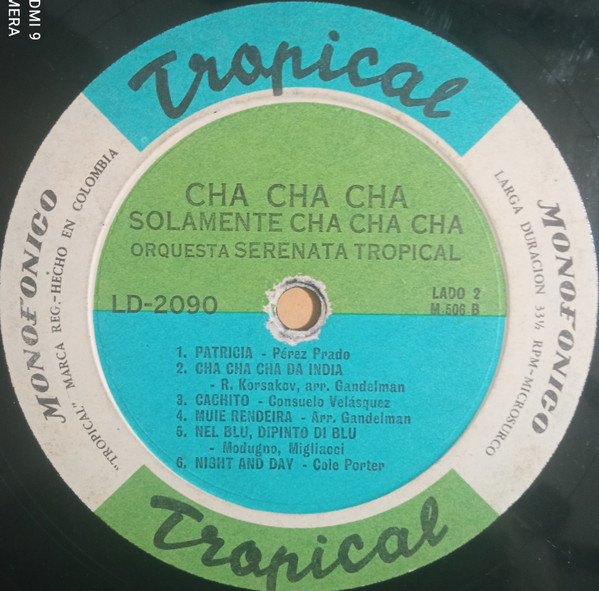 DMI 9
MERA
Tropical
MONOFONICO
"TROPICAL" MARCA REG.-HECHO EN COLOMBIA
CHA CHA CHA
SOLAMENTE CHA CHA CHA
ORQUESTA SERENATA TROPICAL
LD-2090
LADO 2
M 506 B
1. PATRICIA - Pérez Prado
2. CHA CHA CHA DA INDIA
- R. Korsakov, arr. Gandelman
3. CACHITO - Consuelo Velásquez
4. MUIE RENDEIRA - Arr. Gandelman
5. NEL BLU, DIPINTO DI BLU
- Modugno, Migliacci
6. NIGHT AND DAY - Cole Porter
MONOFONICO
LARGA DURACION 33⅓ RPM-MICROSURCO
Tropical